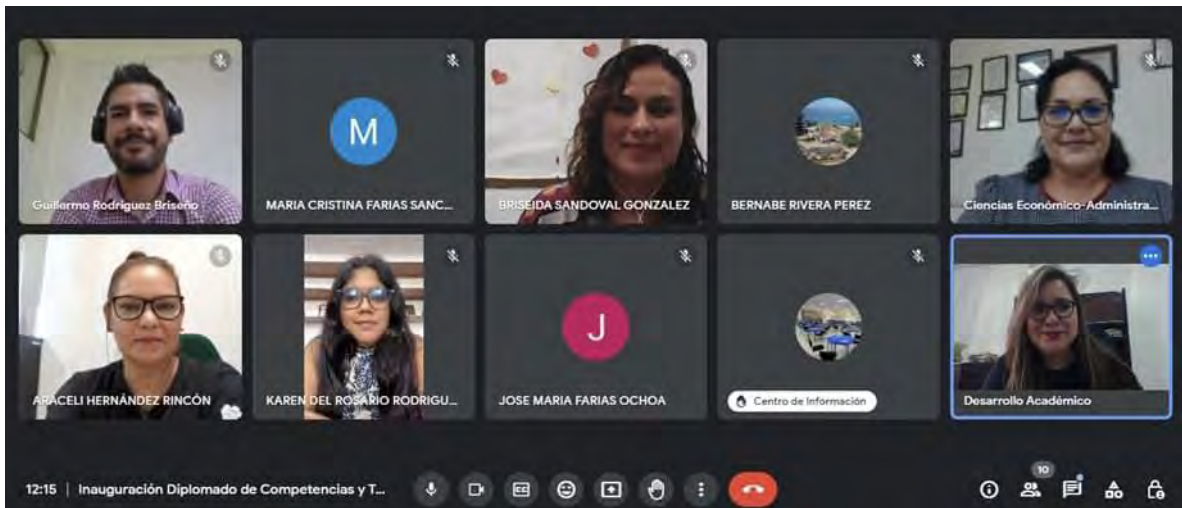 Guillermo Rodríguez Briseño
M
MARIA CRISTINA FARIAS SANC...
BRISEIDA SANDOVAL GONZALEZ
BERNABE RIVERA PEREZ
Ciencias Económico-Administra...
ARACELI HERNÁNDEZ RINCÓN
KAREN DEL ROSARIO RODRIGU...
J
JOSE MARIA FARIAS OCHOA
Centro de Información
Desarrollo Académico
10
12:15 | Inauguración Diplomado de Competencias y T...
CC